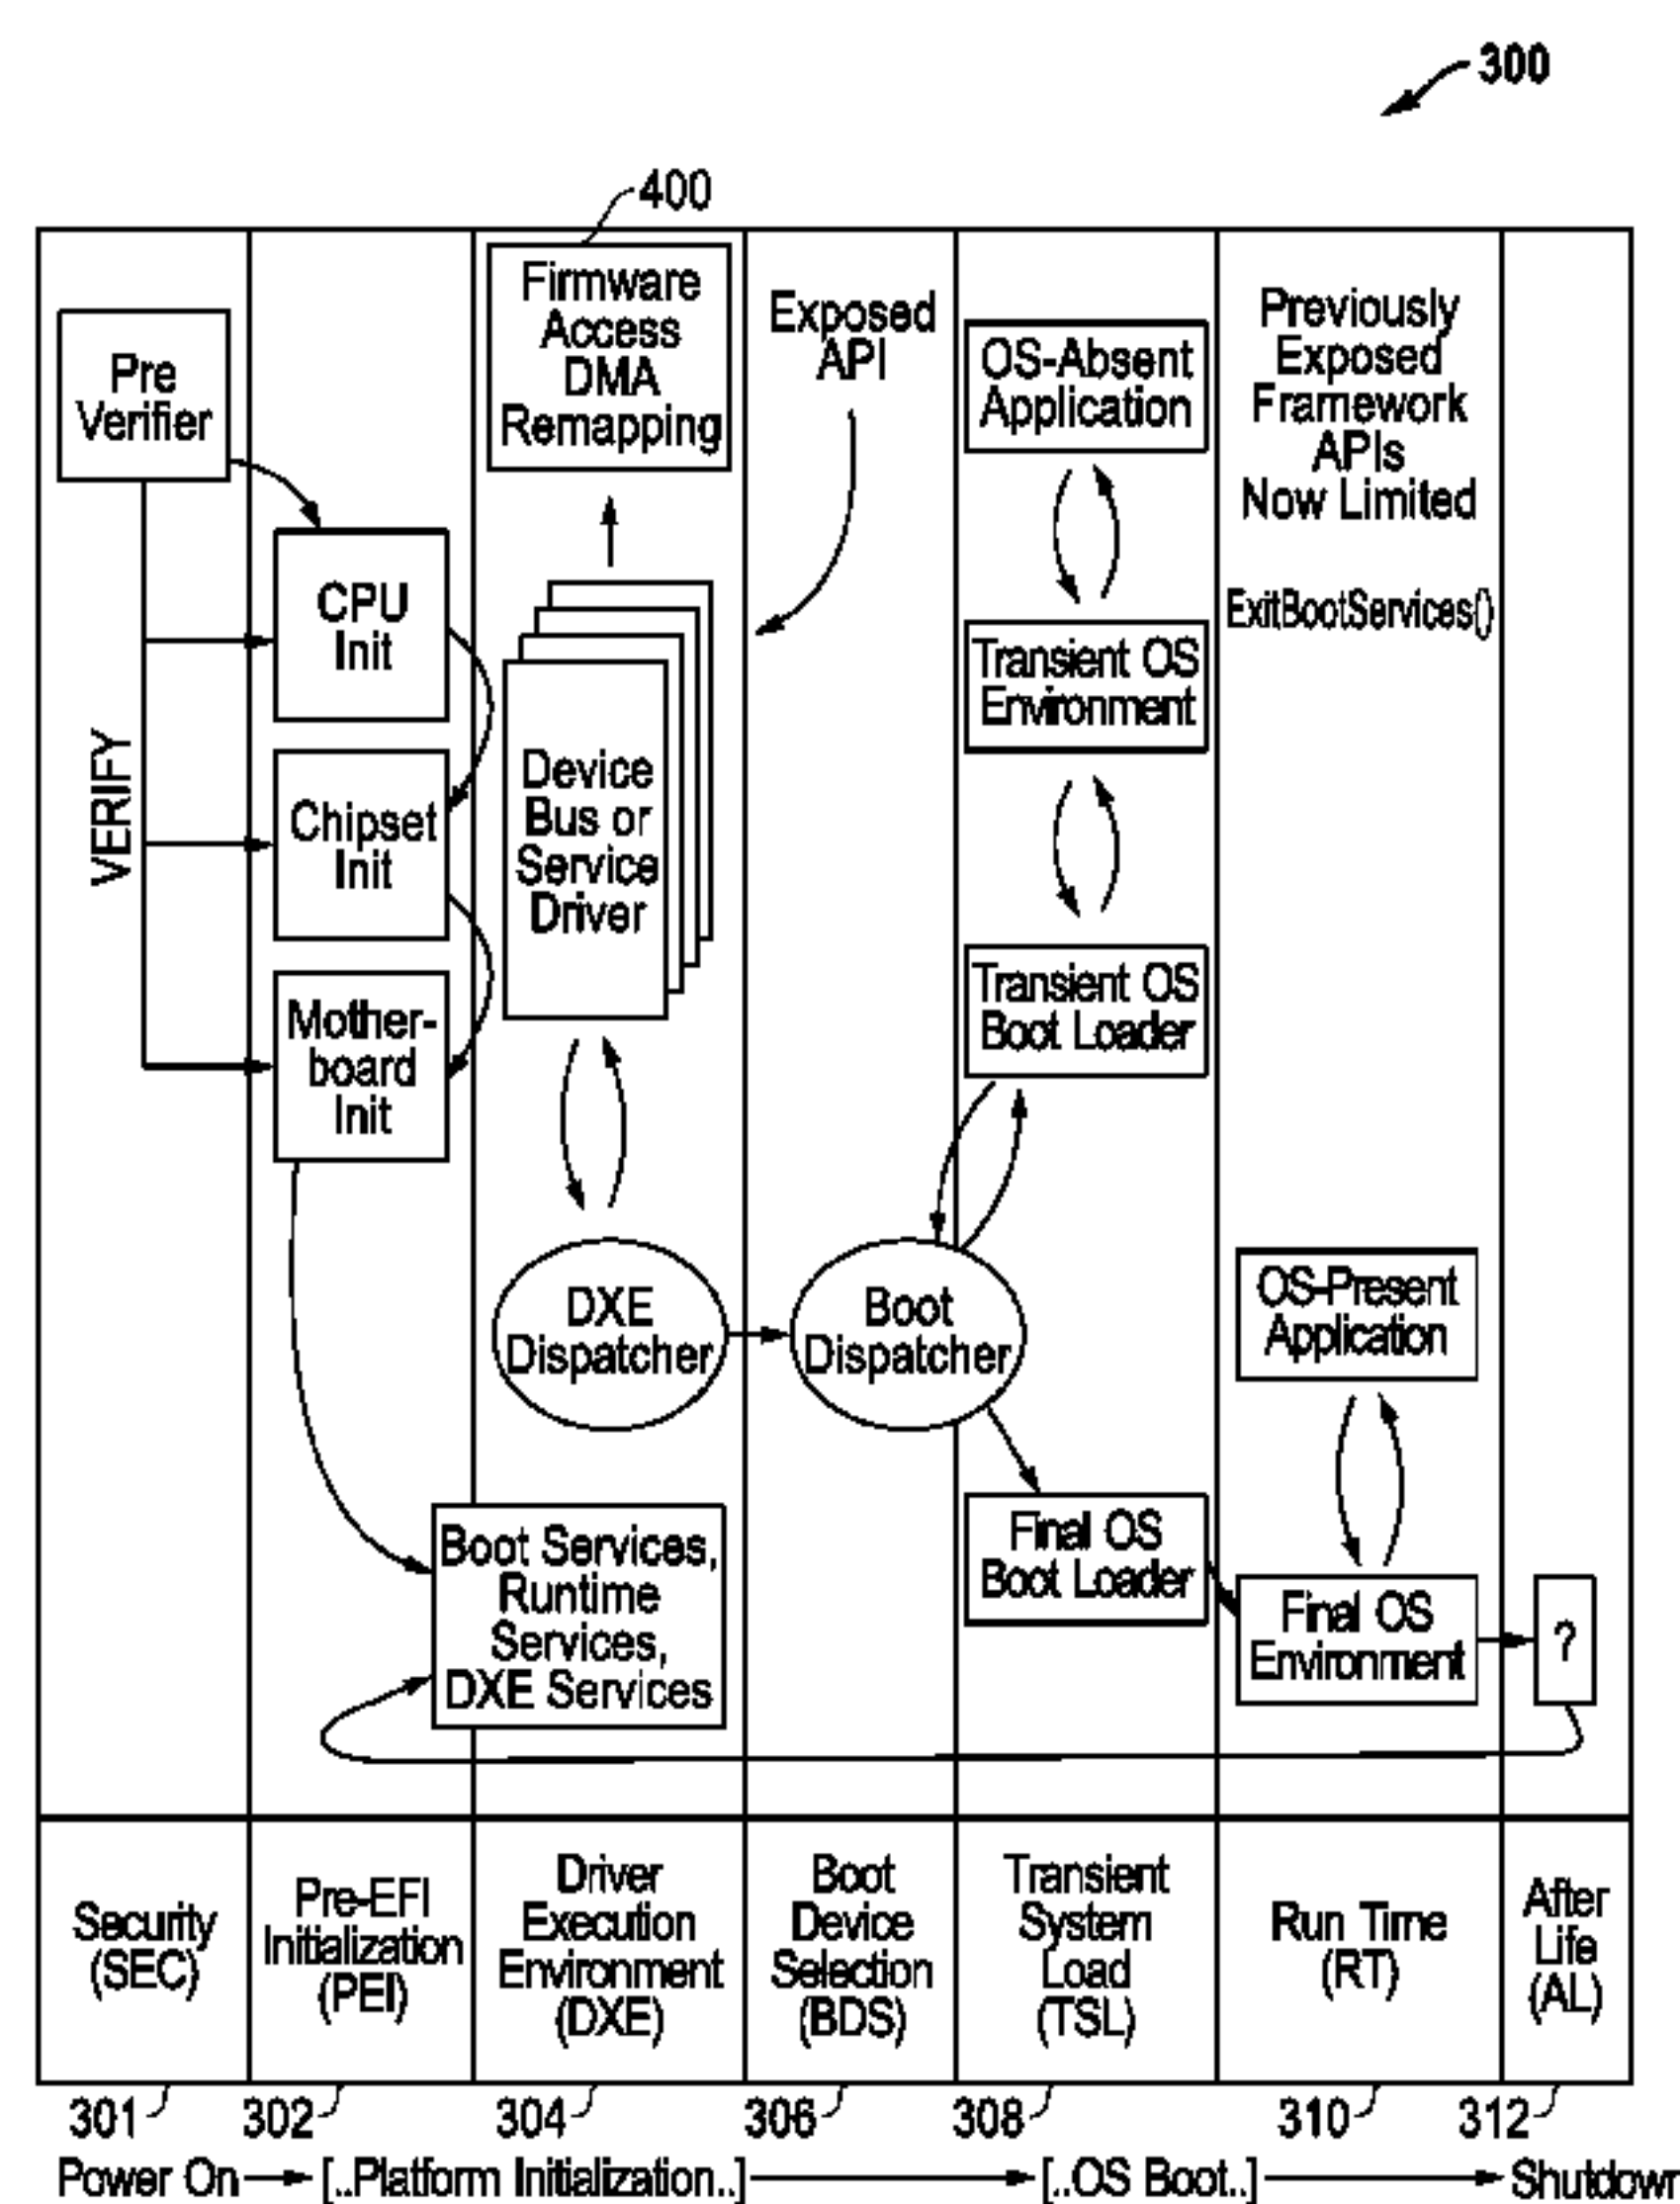 300
400
Pre
Verifier
VERIFY
CPU
Init
Chipset
Init
Mother-
board
Init
Firmware
Access
DMA
Remapping
Device
Bus or
Service
Driver
DXE
Dispatcher
Boot Services,
Runtime
Services,
DXE Services
Exposed
API
Boot
Dispatcher
OS-Absent
Application
Transient OS
Environment
Transient OS
Boot Loader
Final OS
Boot Loader
Previously
Exposed
Framework
APIs
Now Limited
ExitBootServices()
OS-Present
Application
Final OS
Environment
?
Security
(SEC)
Pre-EFI
Initialization
(PEI)
Driver
Execution
Environment
(DXE)
Boot
Device
Selection
(BDS)
Transient
System
Load
(TSL)
Run Time
(RT)
After
Life
(AL)
301 302 304 306 308 310 312
Power On [..Platform Initialization..] [..OS Boot..] Shutdown